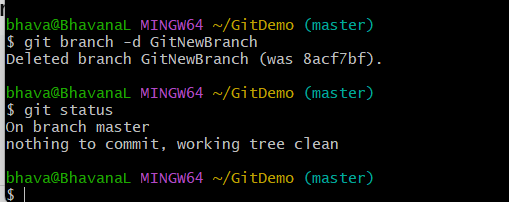 bhava@BhavanaL MINGW64 ~/GitDemo (master)
$ git branch -d GitNewBranch
Deleted branch GitNewBranch (was 8acf7bf).
bhava@BhavanaL MINGW64 ~/GitDemo (master)
$ git status
On branch master
nothing to commit, working tree clean
bhava@BhavanaL MINGW64 ~/GitDemo (master)
$